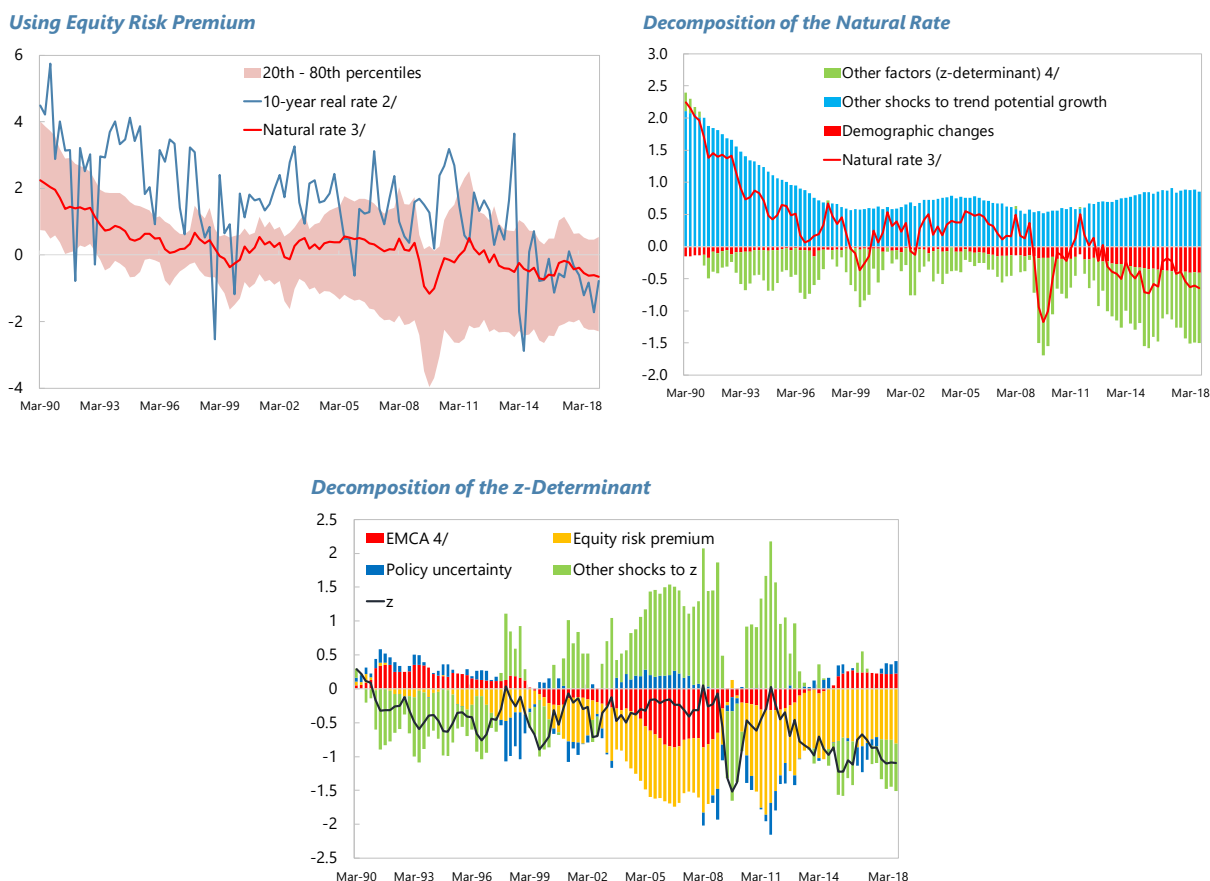 Using Equity Risk Premium
6
4
2
0
-2
-4
20th - 80th percentiles
10-year real rate 2/
Natural rate 3/
Mar-90 Mar-93 Mar-96 Mar-99 Mar-02 Mar-05 Mar-08 Mar-11 Mar-14 Mar-18
Decomposition of the Natural Rate
3.0
2.5
2.0
1.5
1.0
0.5
0.0
-0.5
-1.0
-1.5
-2.0
Other factors (z-determinant) 4/
Other shocks to trend potential growth
Demographic changes
Natural rate 3/
Mar-90 Mar-93 Mar-96 Mar-99 Mar-02 Mar-05 Mar-08 Mar-11 Mar-14 Mar-18
Decomposition of the z-Determinant
2.5
2
1.5
1
0.5
0
-0.5
-1
-1.5
-2
-2.5
EMCA 4/ Equity risk premium
Policy uncertainty Other shocks to z
z
Mar-90 Mar-93 Mar-96 Mar-99 Mar-02 Mar-05 Mar-08 Mar-11 Mar-14 Mar-18